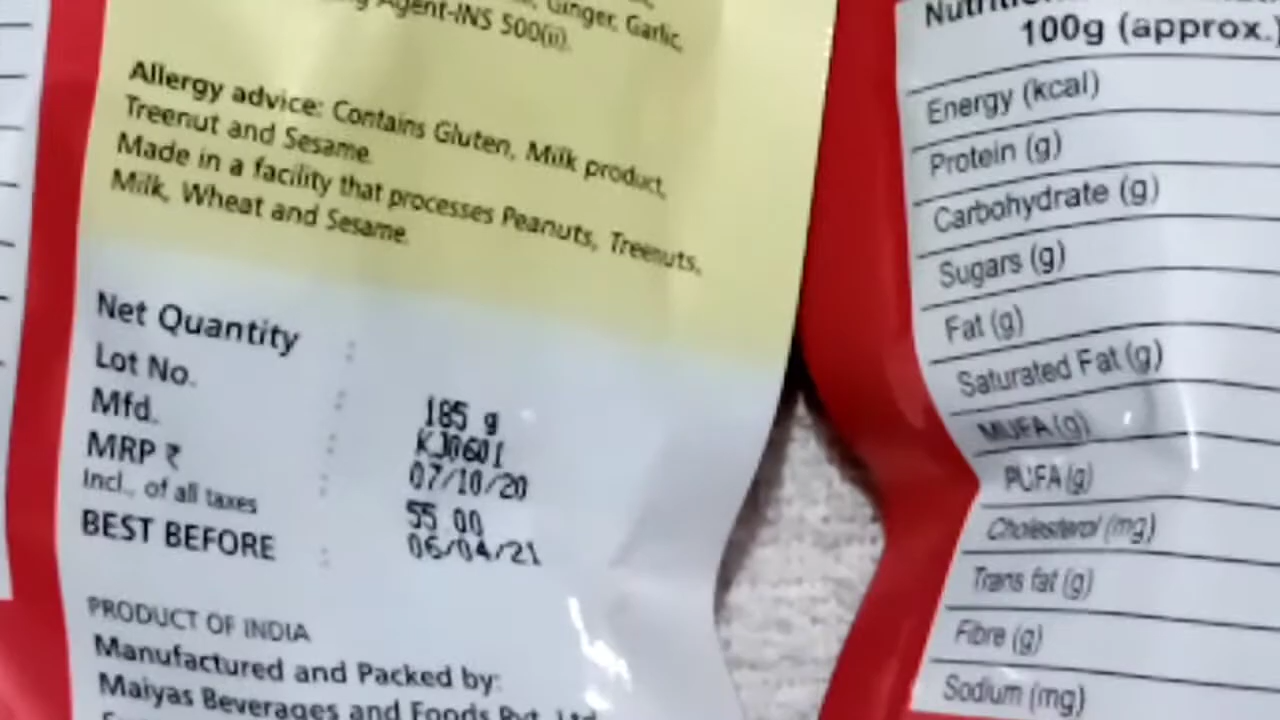 Ginger, Garlic,
Agent-INS 500(ii).
Allergy advice: Contains Gluten, Milk product,
Treenut and Sesame.
Made in a facility that processes Peanuts, Treenuts,
Milk, Wheat and Sesame.
Net Quantity : 185 g
Lot No. : KJ0601
Mfd. : 07/10/20
MRP ₹ : 55 00
Incl., of all taxes
BEST BEFORE : 06/04/21
PRODUCT OF INDIA
Manufactured and Packed by:
Maiyas Beverages and Foods Pvt. Ltd
100g (approx.)
Energy (kcal)
Protein (g)
Carbohydrate (g)
Sugars (g)
Fat (g)
Saturated Fat (g)
MUFA (g)
PUFA (g)
Cholesterol (mg)
Trans fat (g)
Fibre (g)
Sodium (mg)